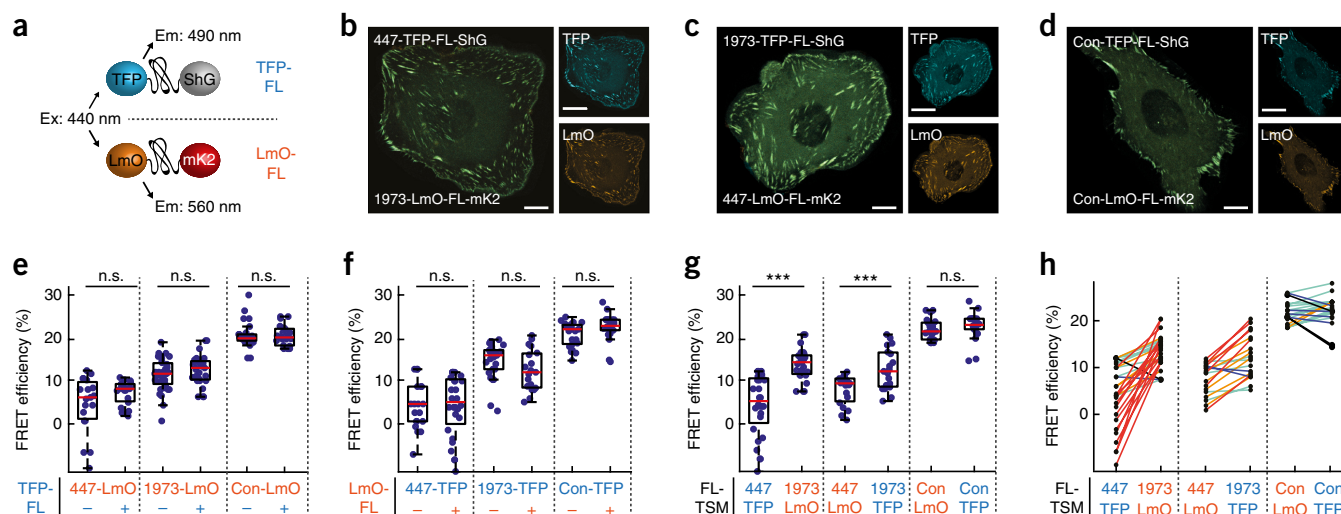 a
Em: 490 nm
TFP ShG
TFP-
FL
Ex: 440 nm
LmO mK2
LmO-
FL
Em: 560 nm
b
447-TFP-FL-ShG
1973-LmO-FL-mK2
TFP
LmO
c
1973-TFP-FL-ShG
447-LmO-FL-mK2
TFP
LmO
d
Con-TFP-FL-ShG
Con-LmO-FL-mK2
TFP
LmO
e
n.s. n.s. n.s.
FRET efficiency (%)
30
20
10
0
TFP- 447-LmO 1973-LmO Con-LmO
FL – + – + – +
f
n.s. n.s. n.s.
FRET efficiency (%)
30
20
10
0
LmO- 447-TFP 1973-TFP Con-TFP
FL – + – + – +
g
*** *** n.s.
FRET efficiency (%)
30
20
10
0
FL- 447 1973 447 1973 Con Con
TSM TFP LmO LmO TFP LmO TFP
h
FRET efficiency (%)
20
10
0
FL- 447 1973 447 1973 Con Con
TSM TFP LmO LmO TFP LmO TFP